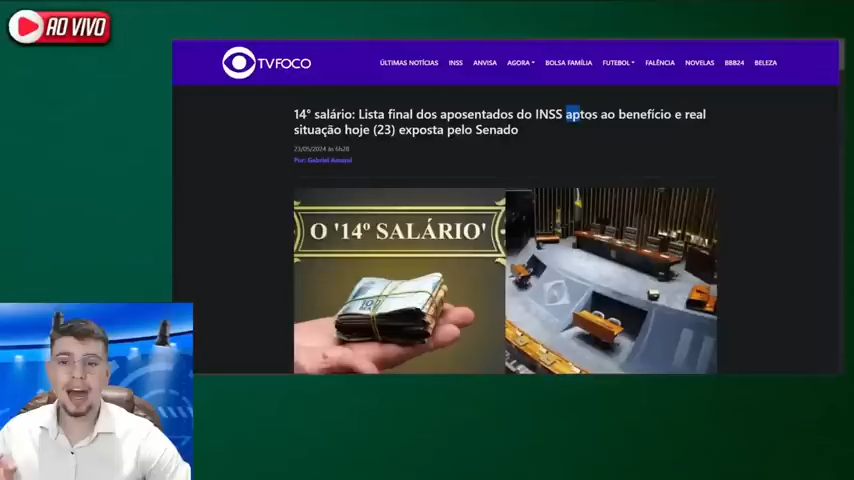 AO VIVO
TVFOCO
ÚLTIMAS NOTÍCIAS INSS ANVISA AGORA BOLSA FAMÍLIA FUTEBOL FALÊNCIA NOVELAS BBB24 BELEZA
14° salário: Lista final dos aposentados do INSS aptos ao benefício e real
situação hoje (23) exposta pelo Senado
23/05/2024 às 6h28
Por: Gabriel Amaral
O '14º SALÁRIO'
100